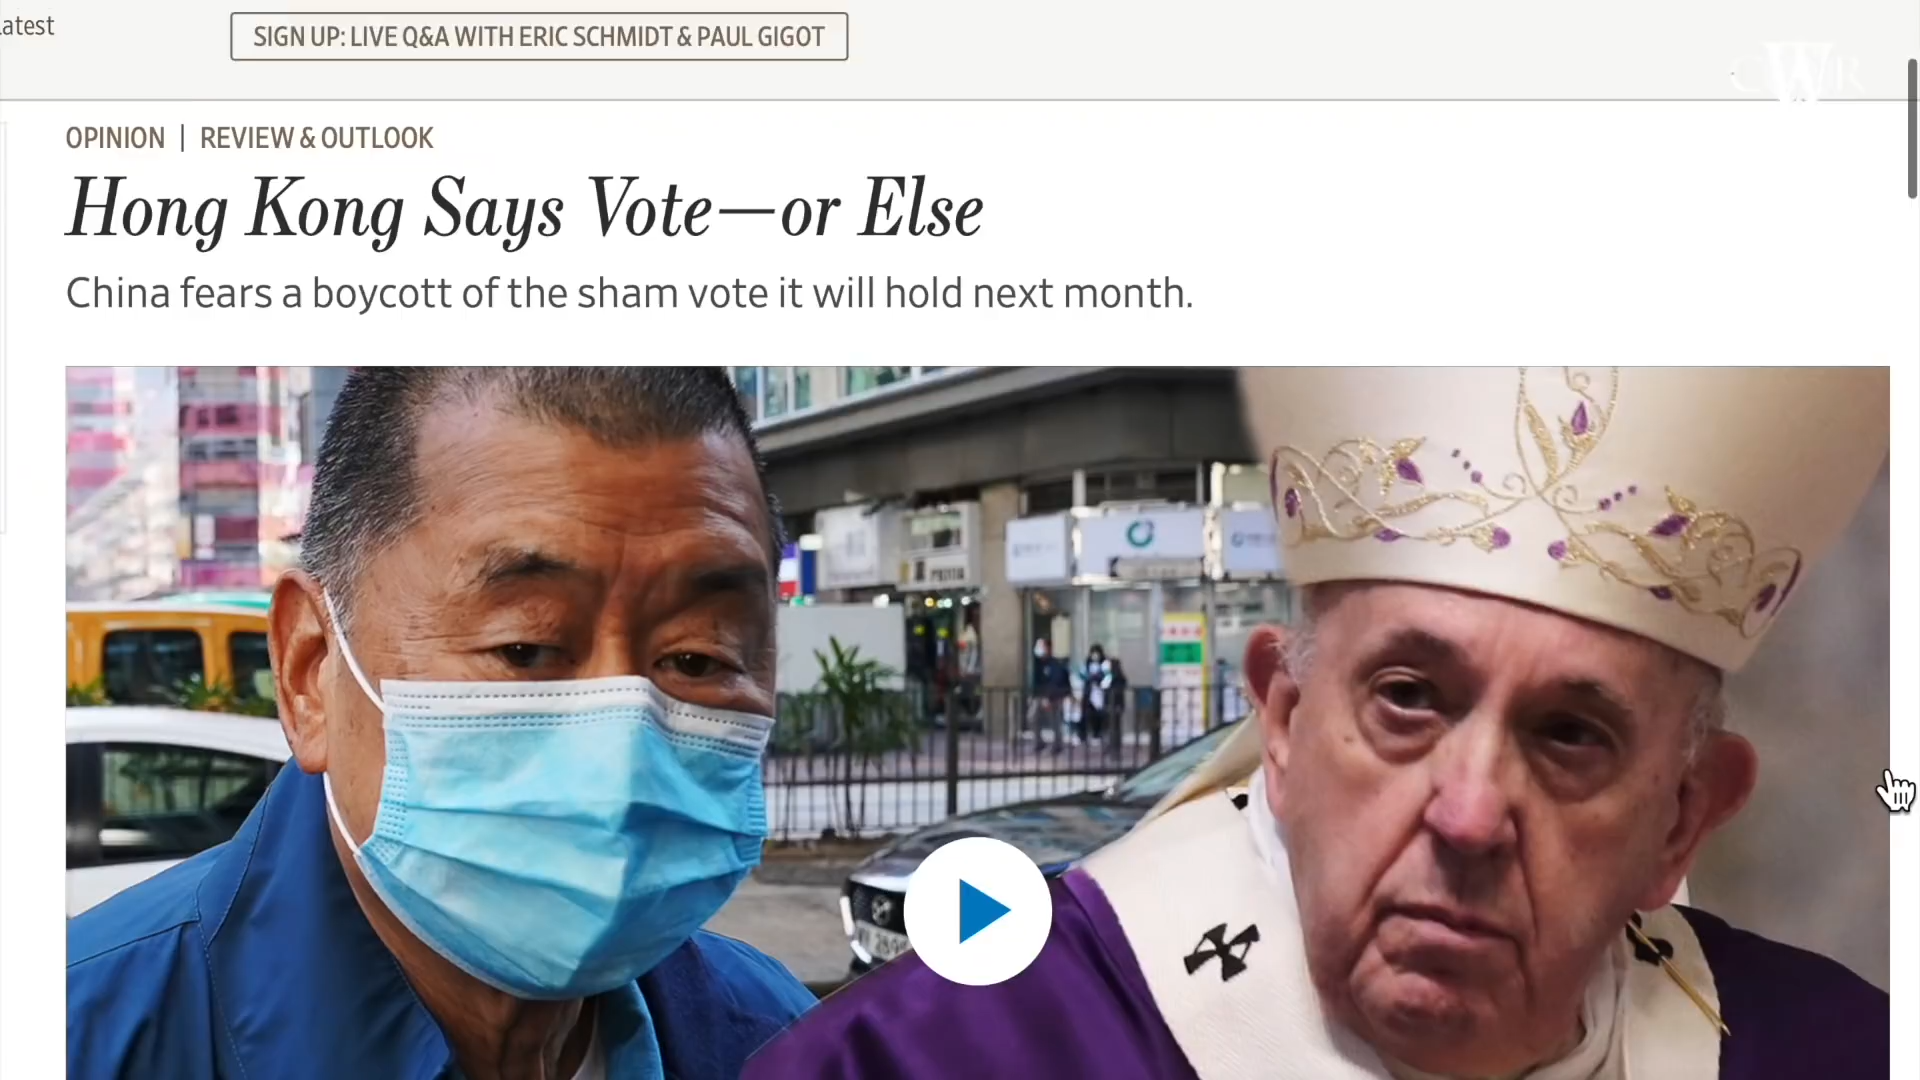 atest
SIGN UP: LIVE Q&A WITH ERIC SCHMIDT & PAUL GIGOT
OPINION | REVIEW & OUTLOOK
Hong Kong Says Vote—or Else
China fears a boycott of the sham vote it will hold next month.